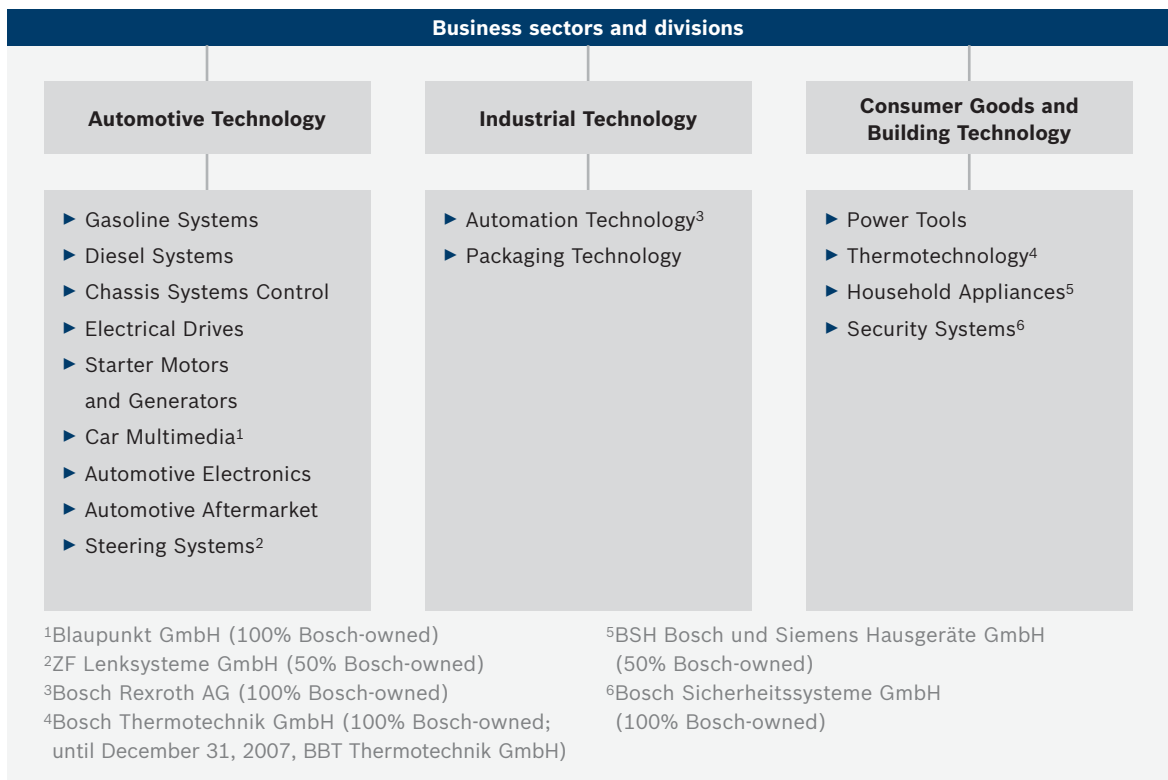 Business sectors and divisions
Automotive Technology
► Gasoline Systems
► Diesel Systems
► Chassis Systems Control
► Electrical Drives
► Starter Motors
and Generators
► Car Multimedia¹
► Automotive Electronics
► Automotive Aftermarket
► Steering Systems²
Industrial Technology
► Automation Technology³
► Packaging Technology
Consumer Goods and
Building Technology
► Power Tools
► Thermotechnology⁴
► Household Appliances⁵
► Security Systems⁶
¹Blaupunkt GmbH (100% Bosch-owned)
²ZF Lenksysteme GmbH (50% Bosch-owned)
³Bosch Rexroth AG (100% Bosch-owned)
⁴Bosch Thermotechnik GmbH (100% Bosch-owned;
until December 31, 2007, BBT Thermotechnik GmbH)
⁵BSH Bosch und Siemens Hausgeräte GmbH
(50% Bosch-owned)
⁶Bosch Sicherheitssysteme GmbH
(100% Bosch-owned)